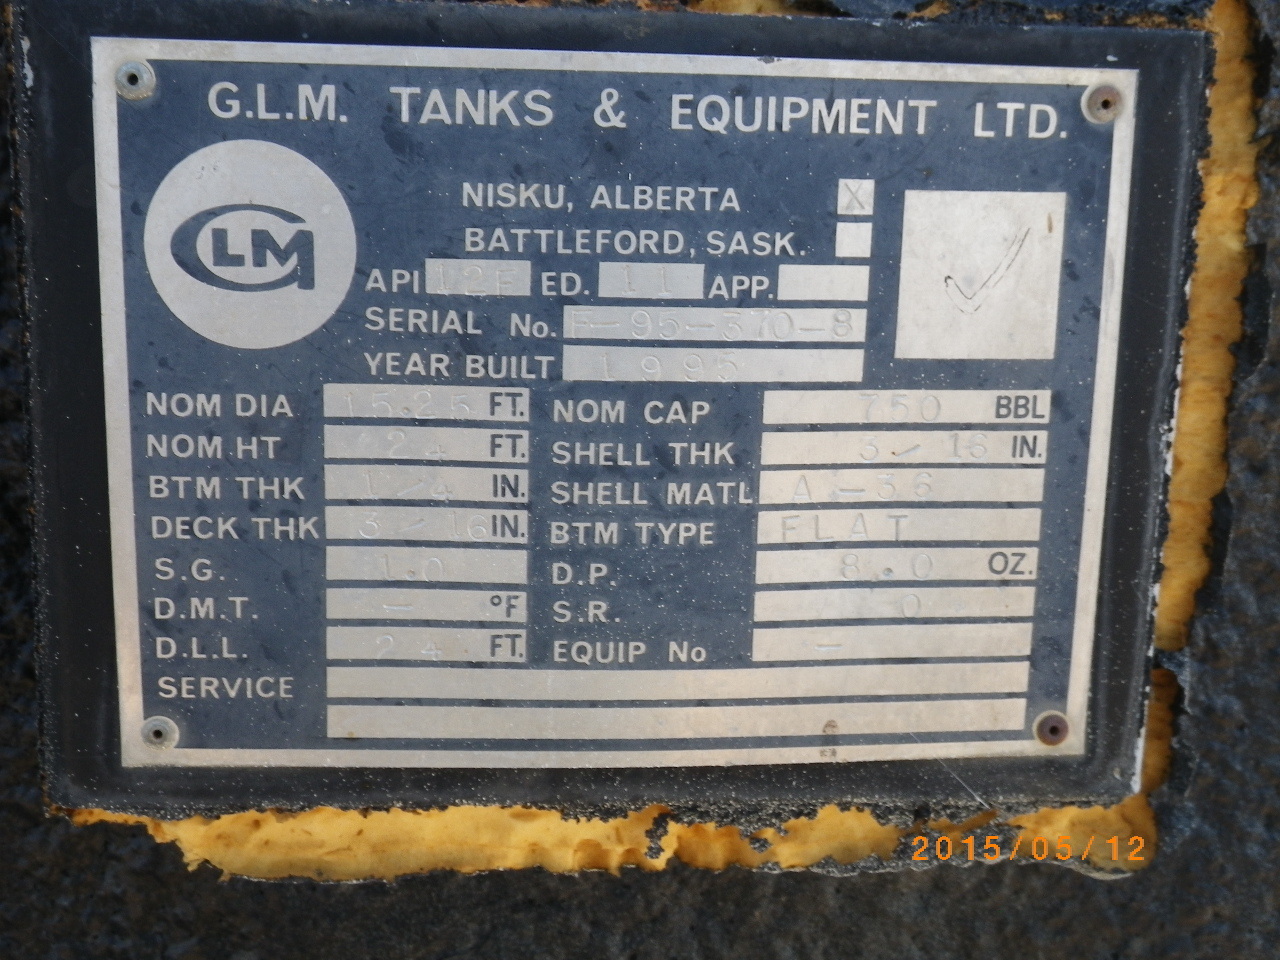 G.L.M. TANKS & EQUIPMENT LTD.
GLM
NISKU, ALBERTA X
BATTLEFORD, SASK.
API 12F ED. 11 APP.
SERIAL No. F-95-370-8
YEAR BUILT 1995
NOM DIA 15.25 FT. NOM CAP 750 BBL
NOM HT 24 FT. SHELL THK 3/16 IN.
BTM THK 1/4 IN. SHELL MATL A-36
DECK THK 3/16 IN. BTM TYPE FLAT
S.G. 1.0 D.P. 8.0 OZ.
D.M.T. - °F S.R. 0
D.L.L. 24 FT. EQUIP No -
SERVICE
2015/05/12